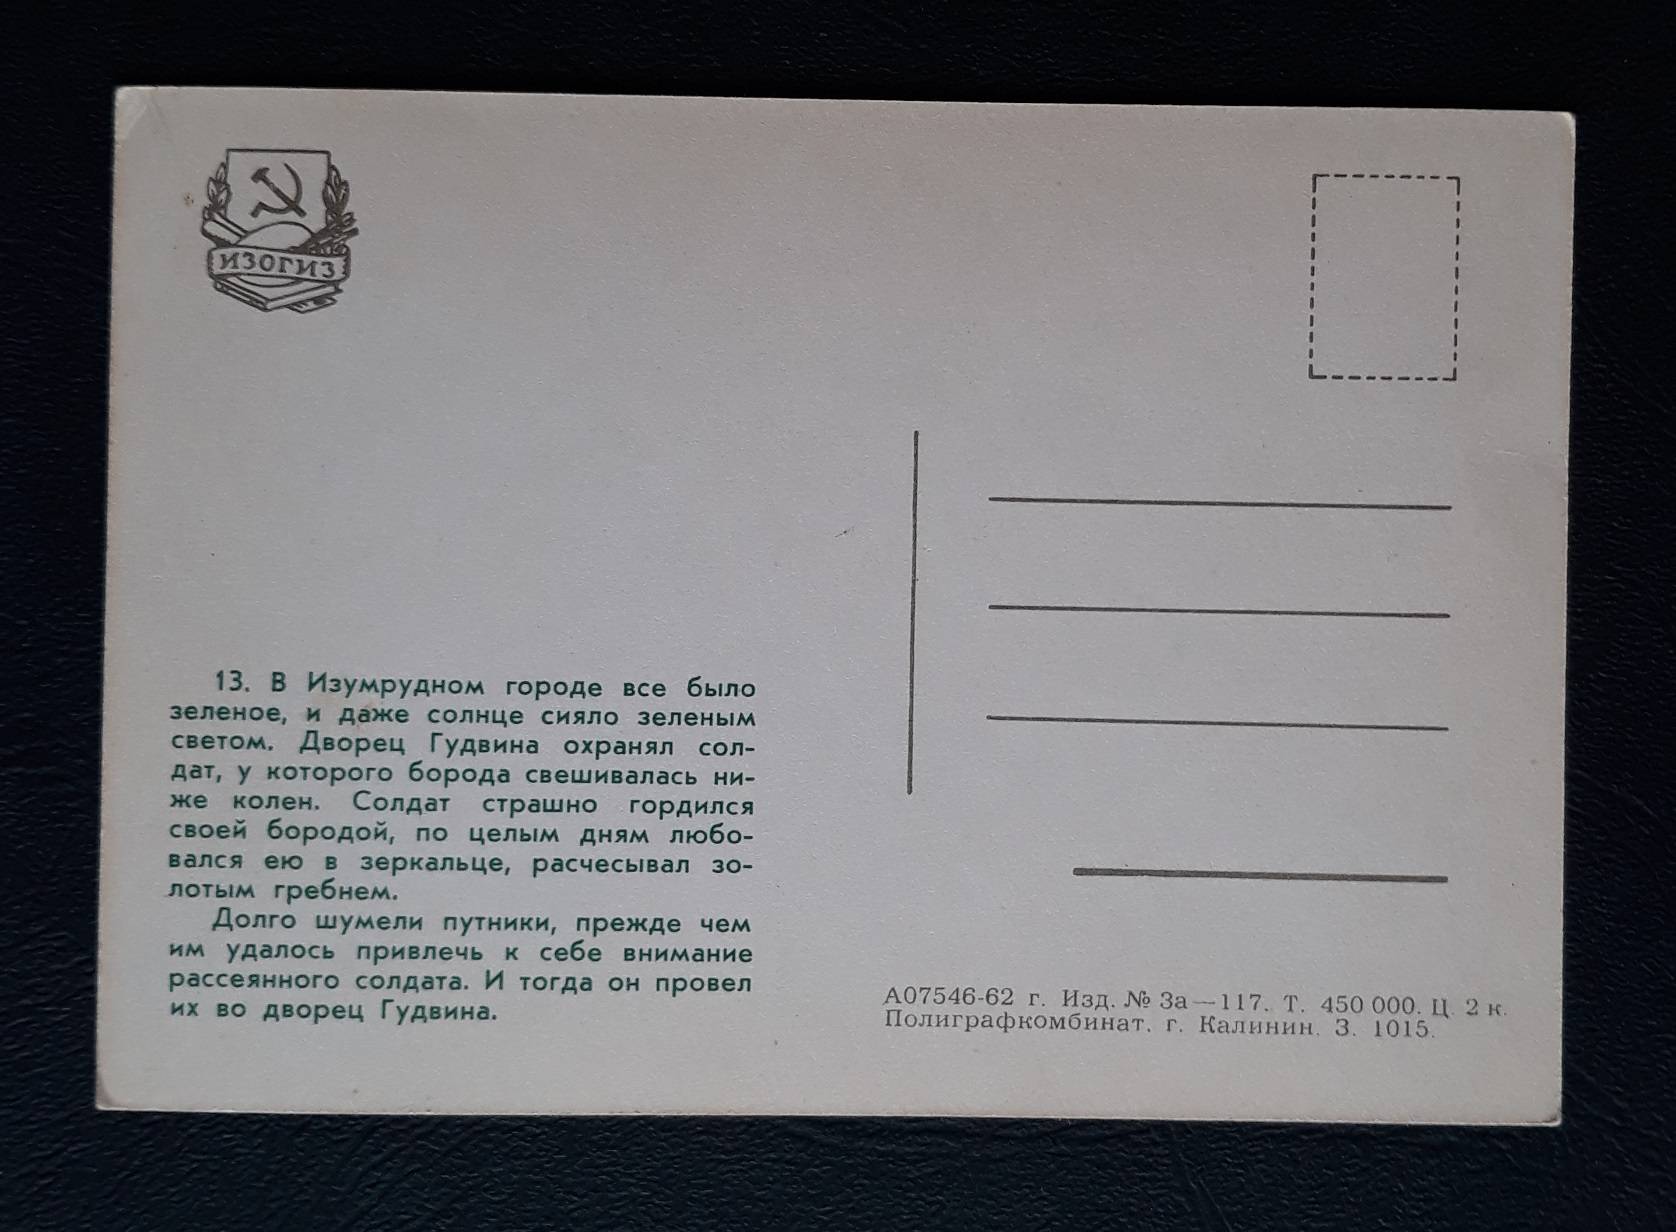 ИЗОГИЗ
13. В Изумрудном городе все было
зеленое, и даже солнце сияло зеленым
светом. Дворец Гудвина охранял сол-
дат, у которого борода свешивалась ни-
же колен. Солдат страшно гордился
своей бородой, по целым дням любо-
вался ею в зеркальце, расчесывал зо-
лотым гребнем.
Долго шумели путники, прежде чем
им удалось привлечь к себе внимание
рассеянного солдата. И тогда он провел
их во дворец Гудвина.
А07546-62 г. Изд. № 3а—117. Т. 450 000. Ц. 2 к.
Полиграфкомбинат. г. Калинин. З. 1015.